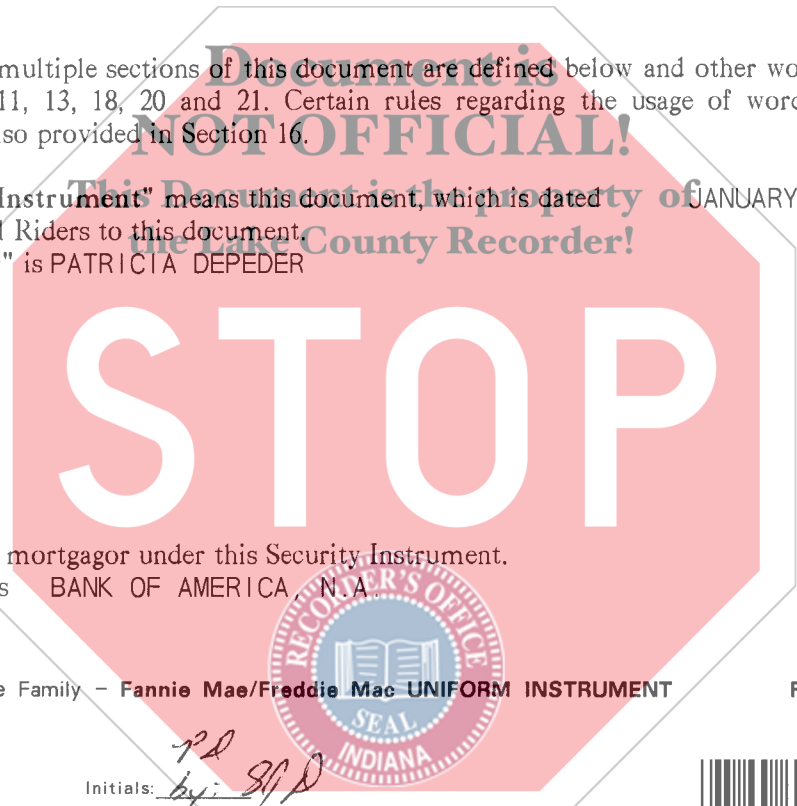 Document is
multiple sections of this document are defined below and other wo
11, 13, 18, 20 and 21. Certain rules regarding the usage of word
NOT OFFICIAL!
so provided in Section 16.
This Document is the property of
Instrument" means this document, which is dated JANUARY
Riders to this document.
the Lake County Recorder!
" is PATRICIA DEPEDER
STOP
mortgagor under this Security Instrument.
s BANK OF AMERICA, N.A.
RECORDER'S OFFICE
e Family – Fannie Mae/Freddie Mac UNIFORM INSTRUMENT
SEAL
INDIANA
PD
Initials: by: SJD